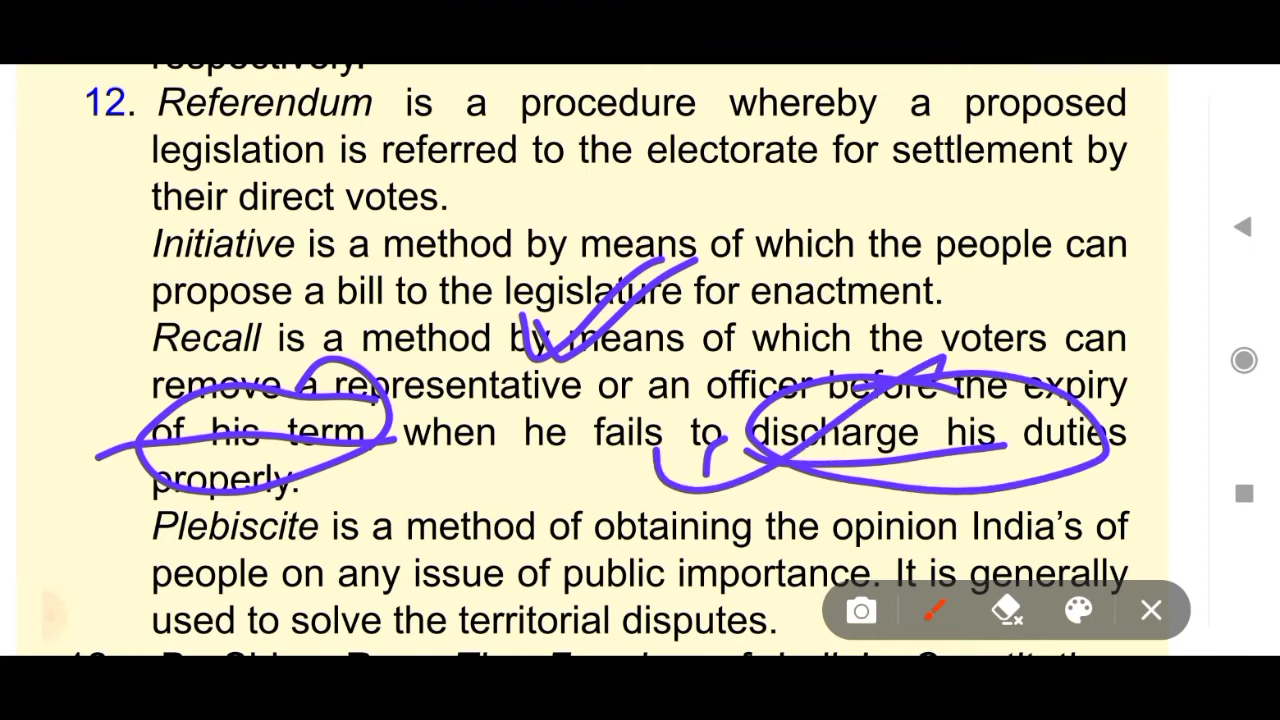 respectively.
12. Referendum is a procedure whereby a proposed
legislation is referred to the electorate for settlement by
their direct votes.
Initiative is a method by means of which the people can
propose a bill to the legislature for enactment.
Recall is a method by means of which the voters can
remove a representative or an officer before the expiry
of his term when he fails to discharge his duties
properly.
Plebiscite is a method of obtaining the opinion India's of
people on any issue of public importance. It is generally
used to solve the territorial disputes.